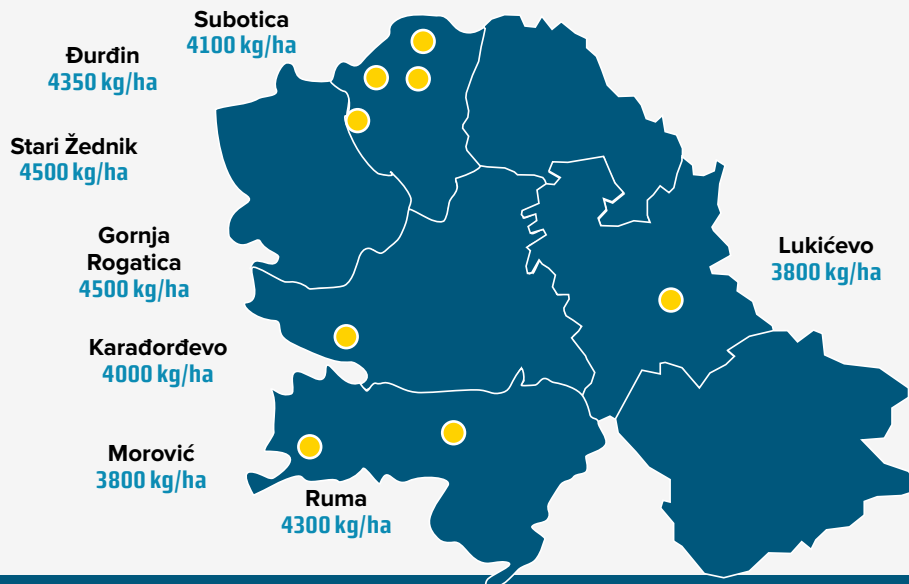 Subotica
4100 kg/ha
Đurđin
4350 kg/ha
Stari Žednik
4500 kg/ha
Gornja
Rogatica
4500 kg/ha
Lukićevo
3800 kg/ha
Karađorđevo
4000 kg/ha
Morović
3800 kg/ha
Ruma
4300 kg/ha